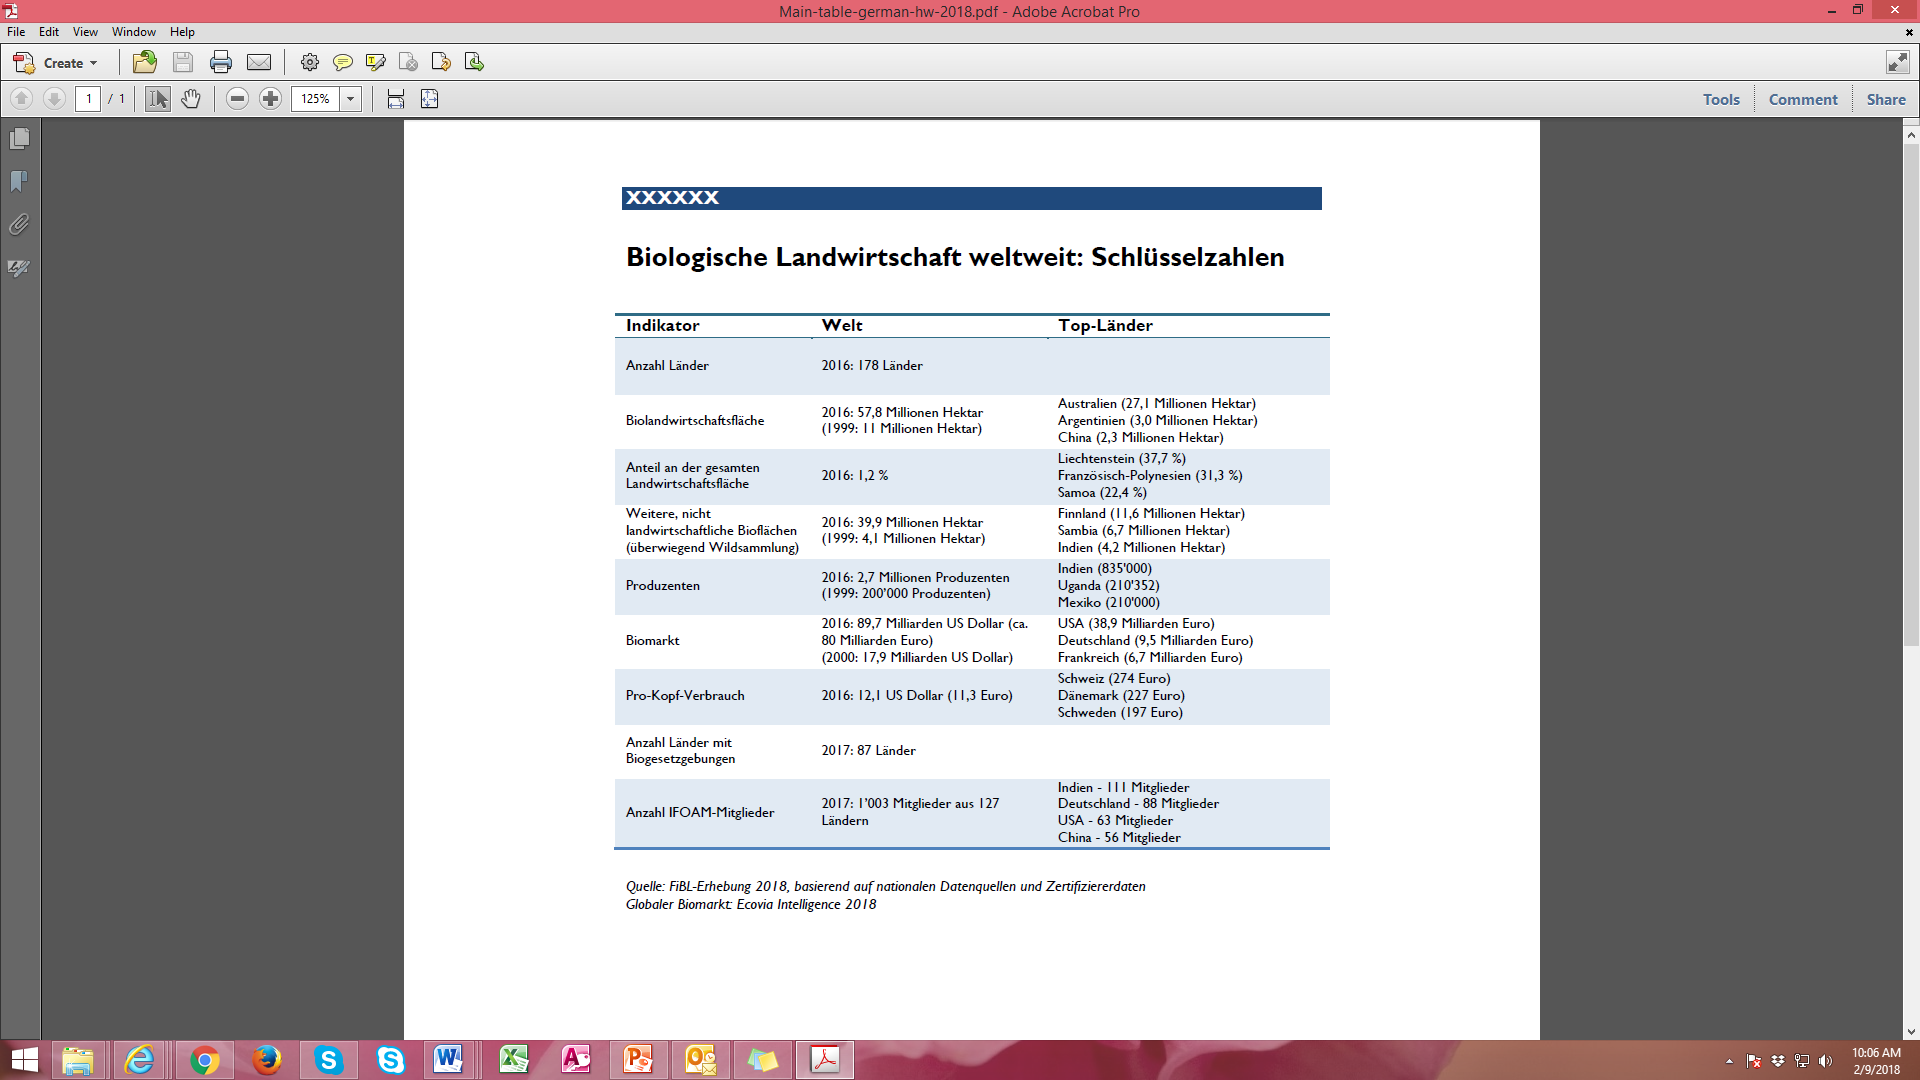 Main-table-german-hw-2018.pdf - Adobe Acrobat Pro
File Edit View Window Help
Create
1 / 1 125% Tools Comment Share
XXXXXX
Biologische Landwirtschaft weltweit: Schlüsselzahlen
Indikator Welt Top-Länder
Anzahl Länder 2016: 178 Länder
Biolandwirtschaftsfläche
2016: 57,8 Millionen Hektar
(1999: 11 Millionen Hektar)
Australien (27,1 Millionen Hektar)
Argentinien (3,0 Millionen Hektar)
China (2,3 Millionen Hektar)
Anteil an der gesamten
Landwirtschaftsfläche
2016: 1,2 %
Liechtenstein (37,7 %)
Französisch-Polynesien (31,3 %)
Samoa (22,4 %)
Weitere, nicht
landwirtschaftliche Bioflächen
(überwiegend Wildsammlung)
2016: 39,9 Millionen Hektar
(1999: 4,1 Millionen Hektar)
Finnland (11,6 Millionen Hektar)
Sambia (6,7 Millionen Hektar)
Indien (4,2 Millionen Hektar)
Produzenten
2016: 2,7 Millionen Produzenten
(1999: 200’000 Produzenten)
Indien (835'000)
Uganda (210'352)
Mexiko (210'000)
Biomarkt
2016: 89,7 Milliarden US Dollar (ca.
80 Milliarden Euro)
(2000: 17,9 Milliarden US Dollar)
USA (38,9 Milliarden Euro)
Deutschland (9,5 Milliarden Euro)
Frankreich (6,7 Milliarden Euro)
Pro-Kopf-Verbrauch
2016: 12,1 US Dollar (11,3 Euro)
Schweiz (274 Euro)
Dänemark (227 Euro)
Schweden (197 Euro)
Anzahl Länder mit
Biogesetzgebungen
2017: 87 Länder
Anzahl IFOAM-Mitglieder
2017: 1’003 Mitglieder aus 127
Ländern
Indien - 111 Mitglieder
Deutschland - 88 Mitglieder
USA - 63 Mitglieder
China - 56 Mitglieder
Quelle: FiBL-Erhebung 2018, basierend auf nationalen Datenquellen und Zertifiziererdaten
Globaler Biomarkt: Ecovia Intelligence 2018
10:06 AM
2/9/2018